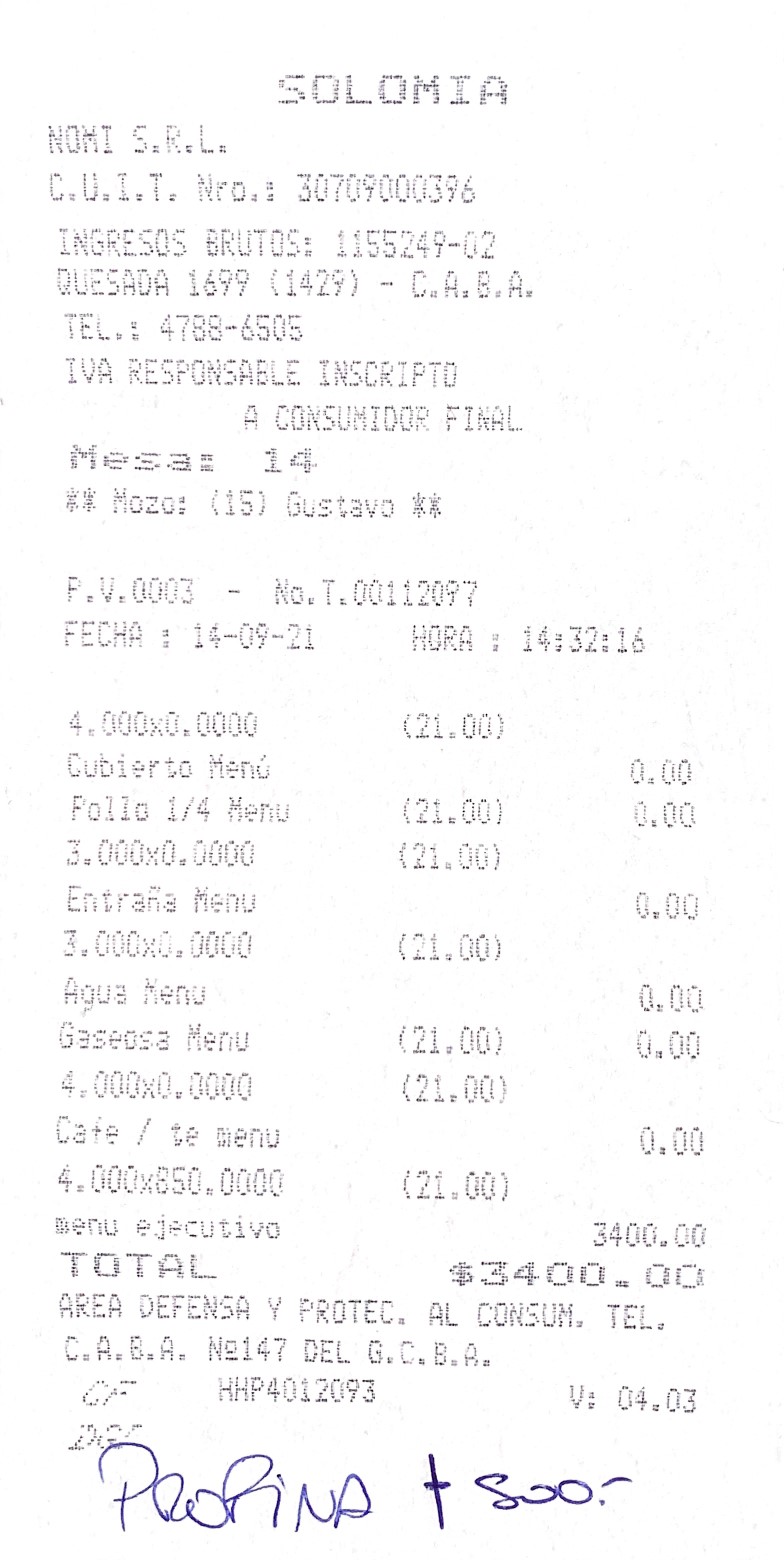 SOLOMIA
NOMI S.R.L.
C.U.I.T. Nro.: 30709000396
INGRESOS BRUTOS: 1155249-02
QUESADA 1699 (1429) - C.A.B.A.
TEL.: 4788-6505
IVA RESPONSABLE INSCRIPTO
A CONSUMIDOR FINAL
Mesa: 14
** Mozo: (15) Gustavo **
P.V.0003 - No.T.00112097
FECHA : 14-09-21 HORA : 14:32:16
4.000x0.0000 (21.00)
Cubierto Menú 0.00
Pollo 1/4 Menu (21.00) 0.00
3.000x0.0000 (21.00)
Entraña Menu 0.00
3.000x0.0000 (21.00)
Agua Menu 0.00
Gaseosa Menu (21.00) 0.00
4.000x0.0000 (21.00)
Cafe / te menu 0.00
4.000x850.0000 (21.00)
menu ejecutivo 3400.00
TOTAL $3400.00
AREA DEFENSA Y PROTEC. AL CONSUM. TEL.
C.A.B.A. Nº147 DEL G.C.B.A.
CF HHP4012093 V: 04.03
DGI
PROPINA + 500.-